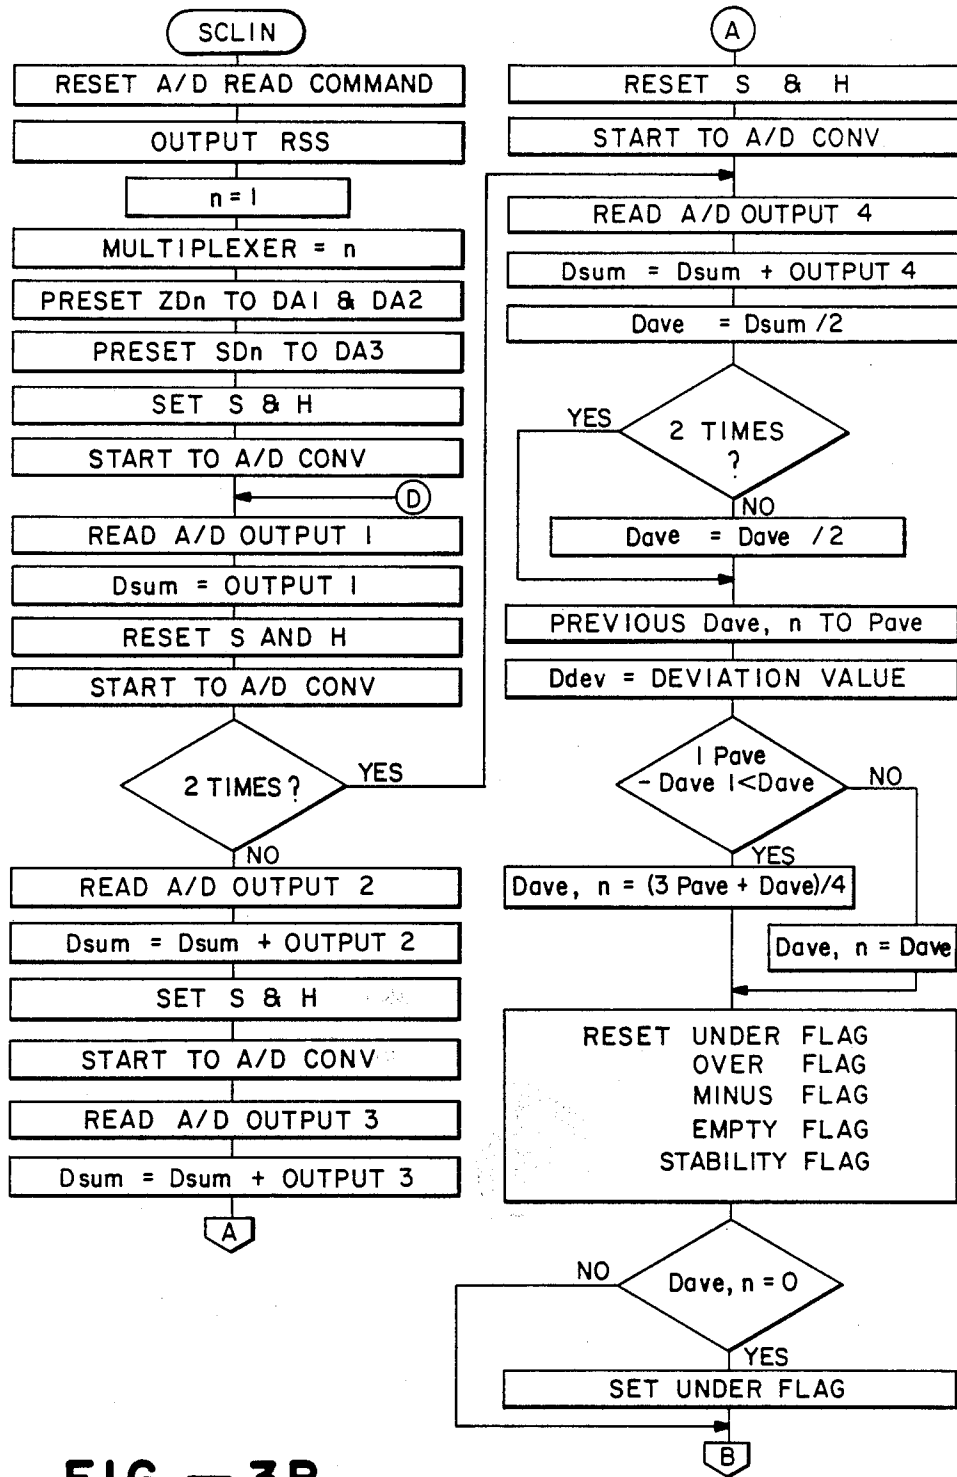 SCLIN
RESET A/D READ COMMAND
OUTPUT RSS
n = 1
MULTIPLEXER = n
PRESET ZDn TO DA1 & DA2
PRESET SDn TO DA3
SET S & H
START TO A/D CONV
D
READ A/D OUTPUT 1
Dsum = OUTPUT 1
RESET S AND H
START TO A/D CONV
2 TIMES?
YES
NO
READ A/D OUTPUT 2
Dsum = Dsum + OUTPUT 2
SET S & H
START TO A/D CONV
READ A/D OUTPUT 3
Dsum = Dsum + OUTPUT 3
A
A
RESET S & H
START TO A/D CONV
READ A/D OUTPUT 4
Dsum = Dsum + OUTPUT 4
Dave = Dsum /2
YES
2 TIMES
?
NO
Dave = Dave /2
PREVIOUS Dave, n TO Pave
Ddev = DEVIATION VALUE
| Pave
- Dave |<Dave
NO
YES
Dave, n = (3 Pave + Dave)/4
Dave, n = Dave
RESET UNDER FLAG
OVER FLAG
MINUS FLAG
EMPTY FLAG
STABILITY FLAG
NO
Dave, n = 0
YES
SET UNDER FLAG
B
FIG. — 3B